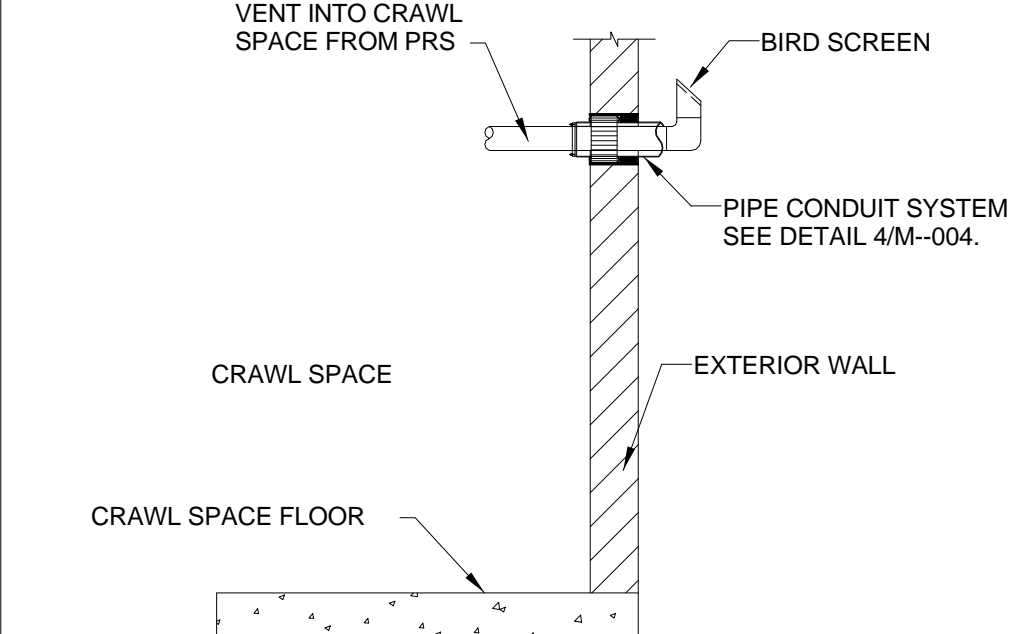 VENT INTO CRAWL
SPACE FROM PRS
BIRD SCREEN
PIPE CONDUIT SYSTEM
SEE DETAIL 4/M--004.
CRAWL SPACE
EXTERIOR WALL
CRAWL SPACE FLOOR